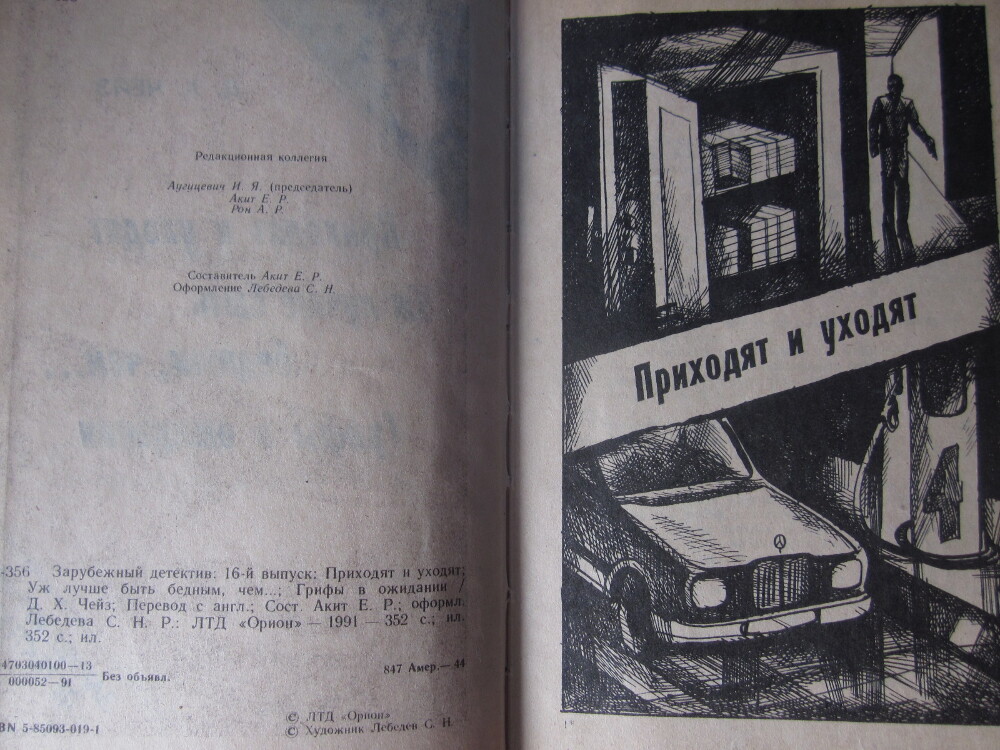 Редакционная коллегия
Аугицевич И. Я. (председатель)
Акит Е. Р.
Рон А. Р.
Составитель Акит Е. Р.
Оформление Лебедева С. Н.
-356 Зарубежный детектив: 16-й выпуск: Приходят и уходят;
Уж лучше быть бедным, чем...; Грифы в ожидании /
Д. Х. Чейз; Перевод с англ.; Сост. Акит Е. Р.; оформл.
Лебедева С. Н. Р.: ЛТД «Орион» — 1991 — 352 с.; ил.
352 с.; ил.
4703040100—13
000052—91
Без объявл.
847 Амер.—44
BN 5-85093-019-1
© ЛТД «Орион»
© Художник Лебедев С. Н.
Приходят и уходят
4